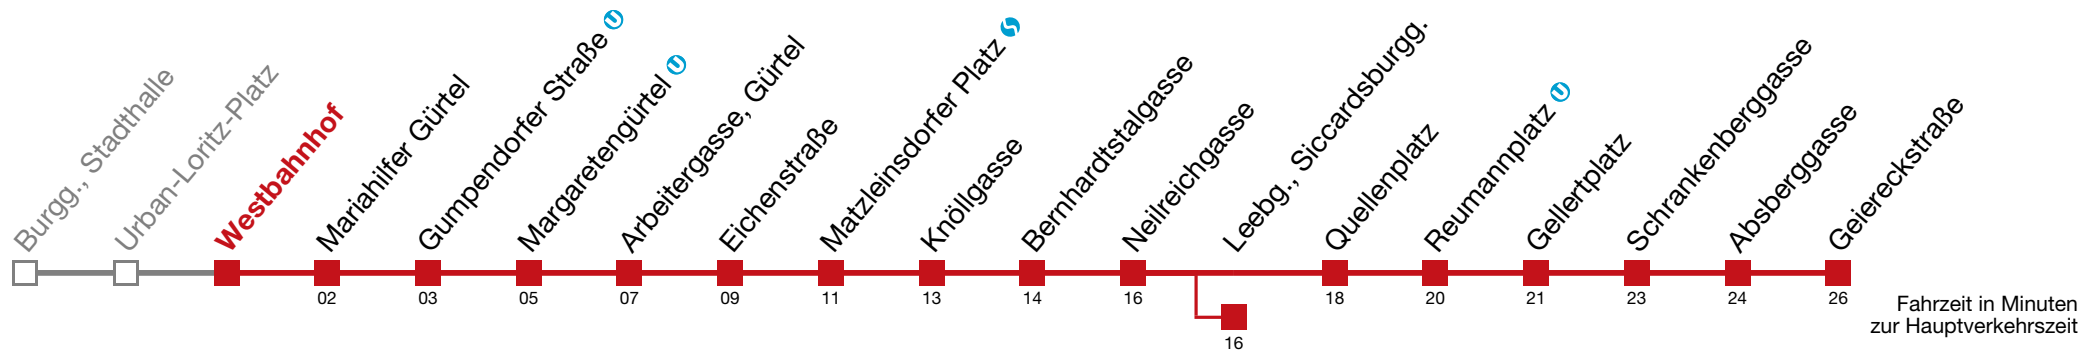 Burgg., Stadthalle
Urban-Loritz-Platz
Westbahnhof
Mariahilfer Gürtel
Gumpendorfer Straße U
Margaretengürtel U
Arbeitergasse, Gürtel
Eichenstraße
Matzleinsdorfer Platz S
Knöllgasse
Bernhardtstalgasse
Neilreichgasse
Leebg., Siccardsburgg.
Quellenplatz
Reumannplatz U
Gellertplatz
Schrankenberggasse
Absberggasse
Geiereckstraße
02 03 05 07 09 11 13 14 16 18 20 21 23 24 26
16
Fahrzeit in Minuten
zur Hauptverkehrszeit